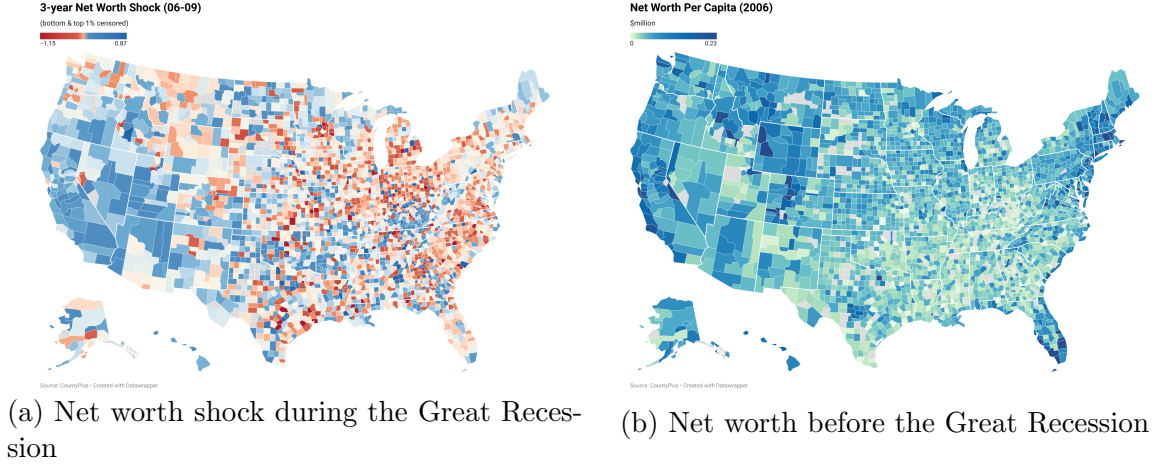 3-year Net Worth Shock (06-09)
(bottom & top 1% censored)
−1.15 0.87
Source: CountyPlus • Created with Datawrapper
(a) Net worth shock during the Great Reces-
sion
Net Worth Per Capita (2006)
$million
0 0.23
Source: CountyPlus • Created with Datawrapper
(b) Net worth before the Great Recession